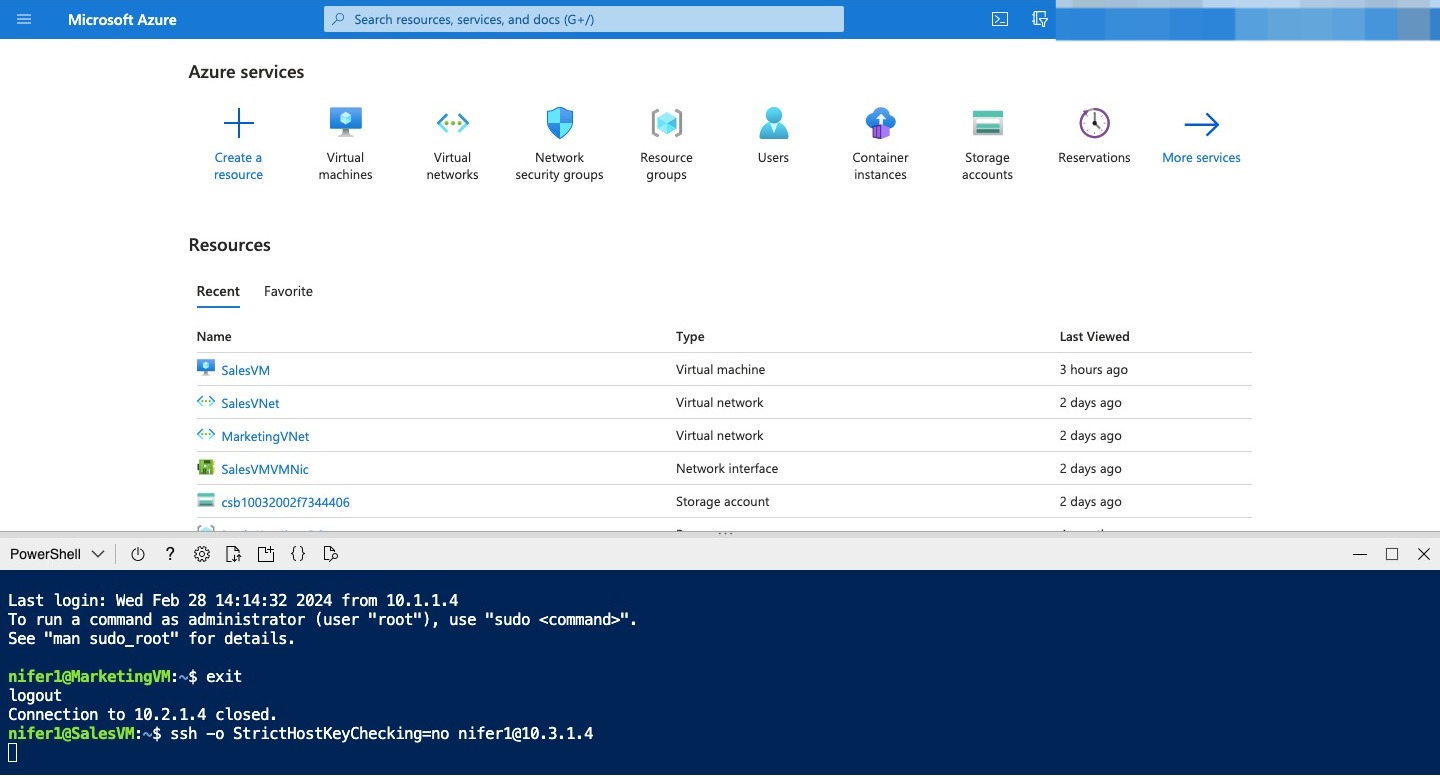 Microsoft Azure
Search resources, services, and docs (G+/)
Azure services
Create a resource
Virtual machines
Virtual networks
Network security groups
Resource groups
Users
Container instances
Storage accounts
Reservations
More services
Resources
Recent Favorite
Name Type Last Viewed
SalesVM Virtual machine 3 hours ago
SalesVNet Virtual network 2 days ago
MarketingVNet Virtual network 2 days ago
SalesVMVMNic Network interface 2 days ago
csb10032002f7344406 Storage account 2 days ago
PowerShell
Last login: Wed Feb 28 14:14:32 2024 from 10.1.1.4
To run a command as administrator (user "root"), use "sudo <command>".
See "man sudo_root" for details.
nifer1@MarketingVM:~$ exit
logout
Connection to 10.2.1.4 closed.
nifer1@SalesVM:~$ ssh -o StrictHostKeyChecking=no nifer1@10.3.1.4